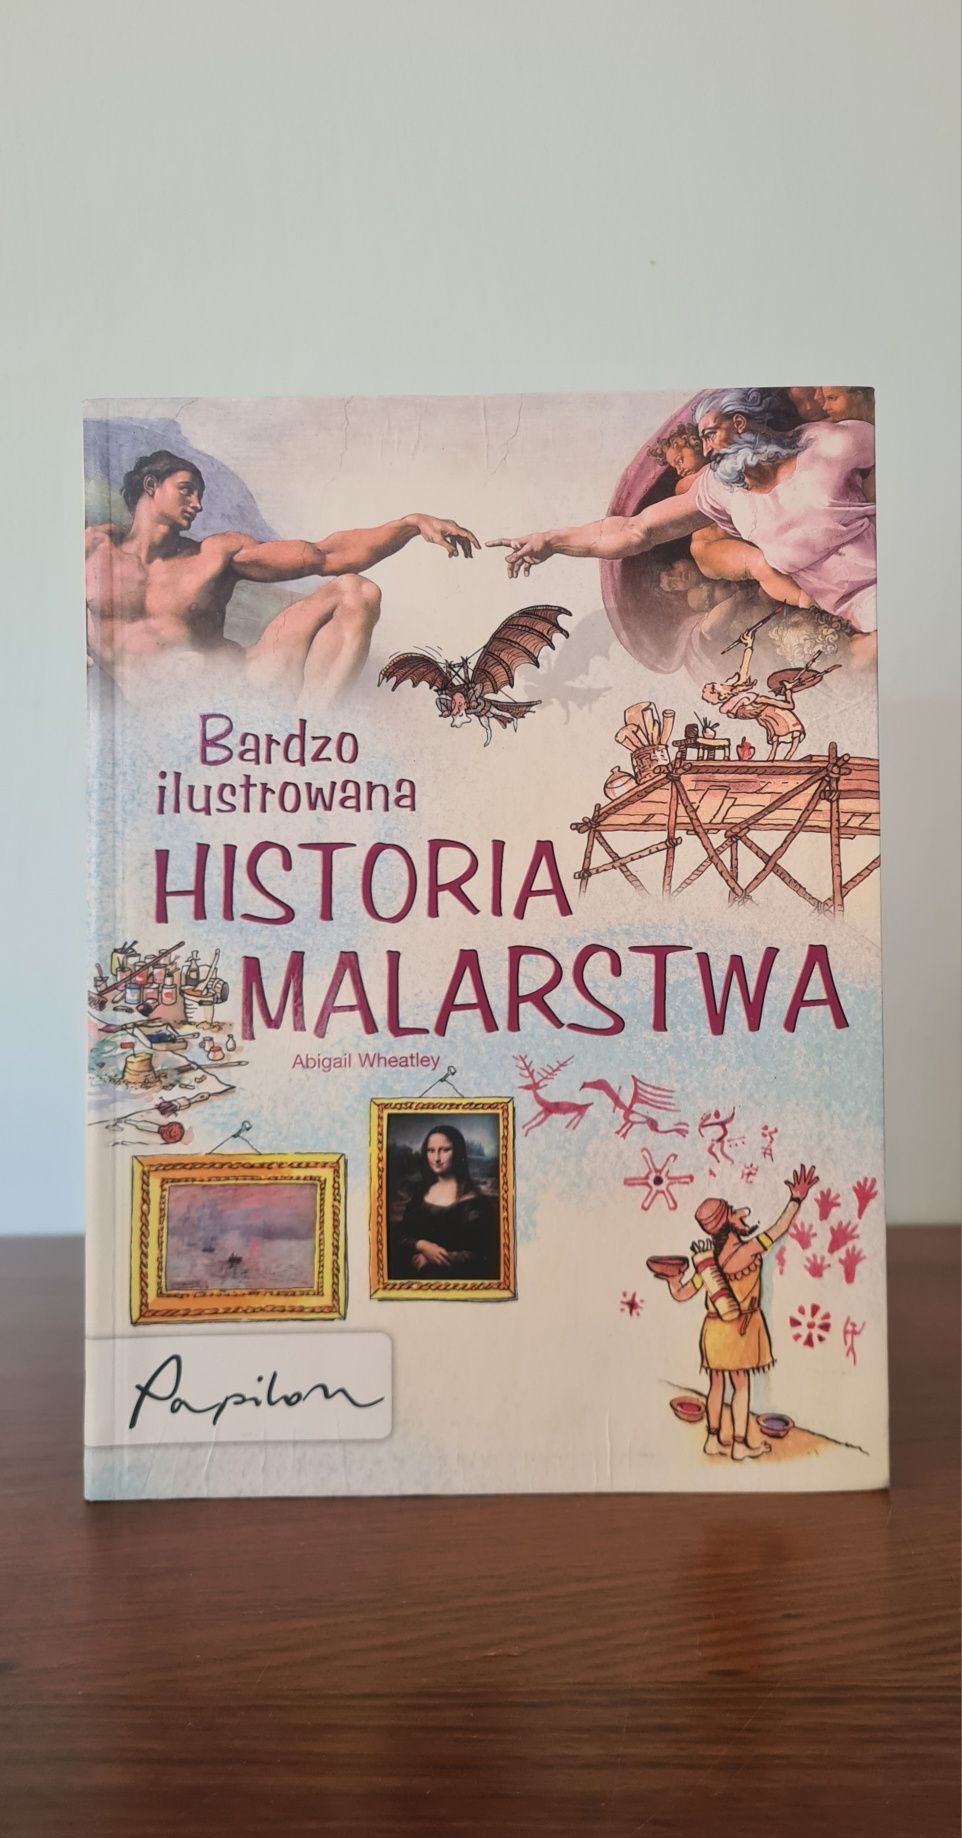 Bardzo
ilustrowana
HISTORIA
MALARSTWA
Abigail Wheatley
Papilon